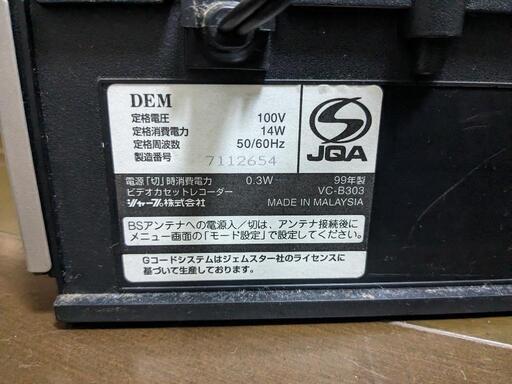 DEM
定格電圧 100V
定格消費電力 14W
定格周波数 50/60Hz
製造番号 7112654
JQA
電源「切」時消費電力 0.3W 99年製
ビデオカセットレコーダー VC-B303
シャープ株式会社 MADE IN MALAYSIA
BSアンテナへの電源入/切は、アンテナ接続後に
メニュー画面の「モード設定」で設定してください。
Gコードシステムはジェムスター社のライセンスに
基づいて生産しております。